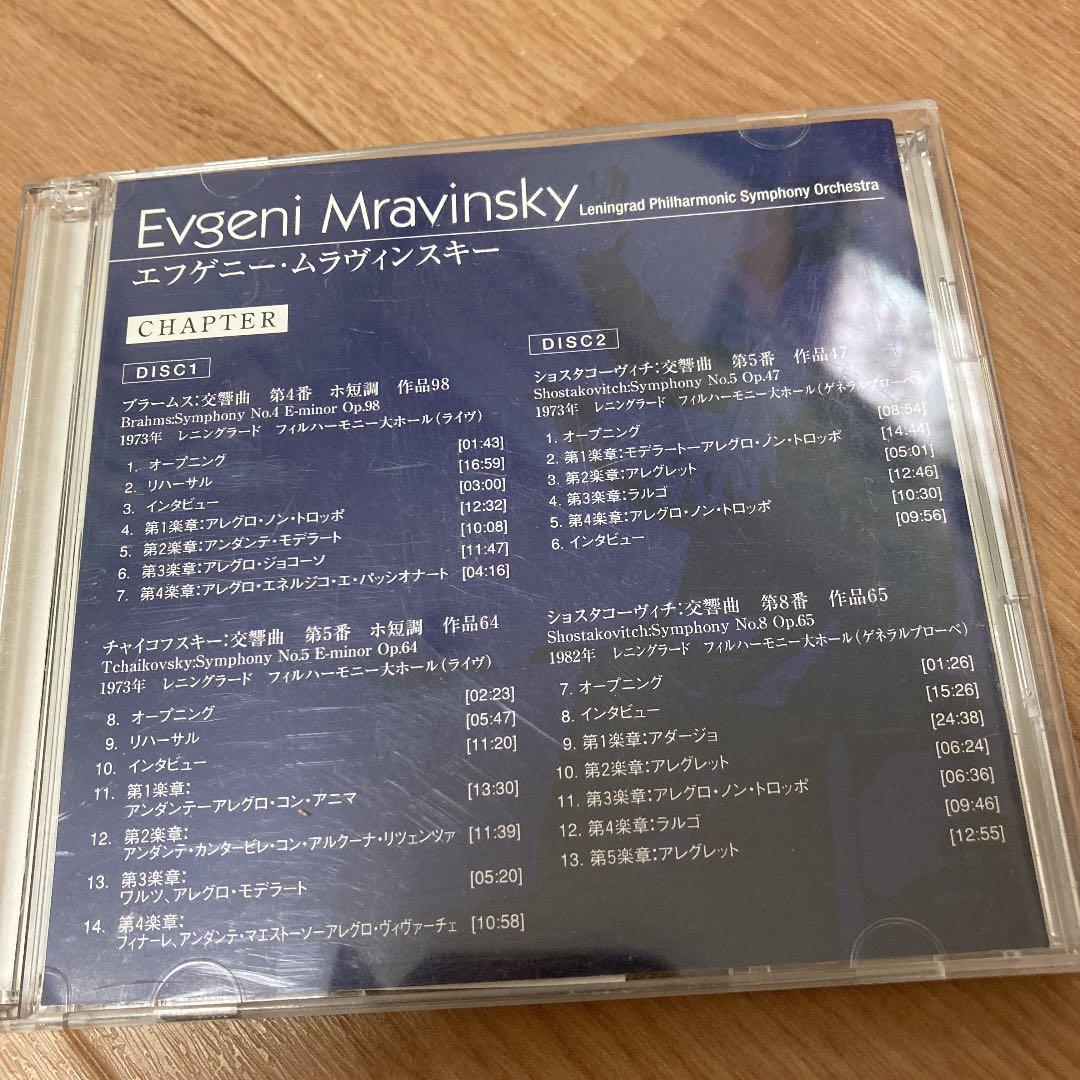 Evgeni Mravinsky Leningrad Philharmonic Symphony Orchestra
エフゲニー・ムラヴィンスキー
CHAPTER
DISC1
ブラームス：交響曲　第4番　ホ短調　作品98
Brahms:Symphony No.4 E-minor Op.98
1973年　レニングラード　フィルハーモニー大ホール（ライヴ）
1. オープニング [01:43]
2. リハーサル [16:59]
3. インタビュー [03:00]
4. 第1楽章：アレグロ・ノン・トロッポ [12:32]
5. 第2楽章：アンダンテ・モデラート [10:08]
6. 第3楽章：アレグロ・ジョコーソ [11:47]
7. 第4楽章：アレグロ・エネルジコ・エ・パッシオナート [04:16]
チャイコフスキー：交響曲　第5番　ホ短調　作品64
Tchaikovsky:Symphony No.5 E-minor Op.64
1973年　レニングラード　フィルハーモニー大ホール（ライヴ）
8. オープニング [02:23]
9. リハーサル [05:47]
10. インタビュー [11:20]
11. 第1楽章：
アンダンテーアレグロ・コン・アニマ [13:30]
12. 第2楽章：
アンダンテ・カンタービレ・コン・アルクーナ・リツェンツァ [11:39]
13. 第3楽章：
ワルツ、アレグロ・モデラート [05:20]
14. 第4楽章：
フィナーレ、アンダンテ・マエストーソーアレグロ・ヴィヴァーチェ [10:58]
DISC2
ショスタコーヴィチ：交響曲　第5番　作品47
Shostakovitch:Symphony No.5 Op.47
1973年　レニングラード　フィルハーモニー大ホール（ゲネラルプローベ）
1. オープニング [08:54]
2. 第1楽章：モデラートーアレグロ・ノン・トロッポ [14:44]
3. 第2楽章：アレグレット [05:01]
4. 第3楽章：ラルゴ [12:46]
5. 第4楽章：アレグロ・ノン・トロッポ [10:30]
6. インタビュー [09:56]
ショスタコーヴィチ：交響曲　第8番　作品65
Shostakovitch:Symphony No.8 Op.65
1982年　レニングラード　フィルハーモニー大ホール（ゲネラルプローベ）
7. オープニング [01:26]
8. インタビュー [15:26]
9. 第1楽章：アダージョ [24:38]
10. 第2楽章：アレグレット [06:24]
11. 第3楽章：アレグロ・ノン・トロッポ [06:36]
12. 第4楽章：ラルゴ [09:46]
13. 第5楽章：アレグレット [12:55]